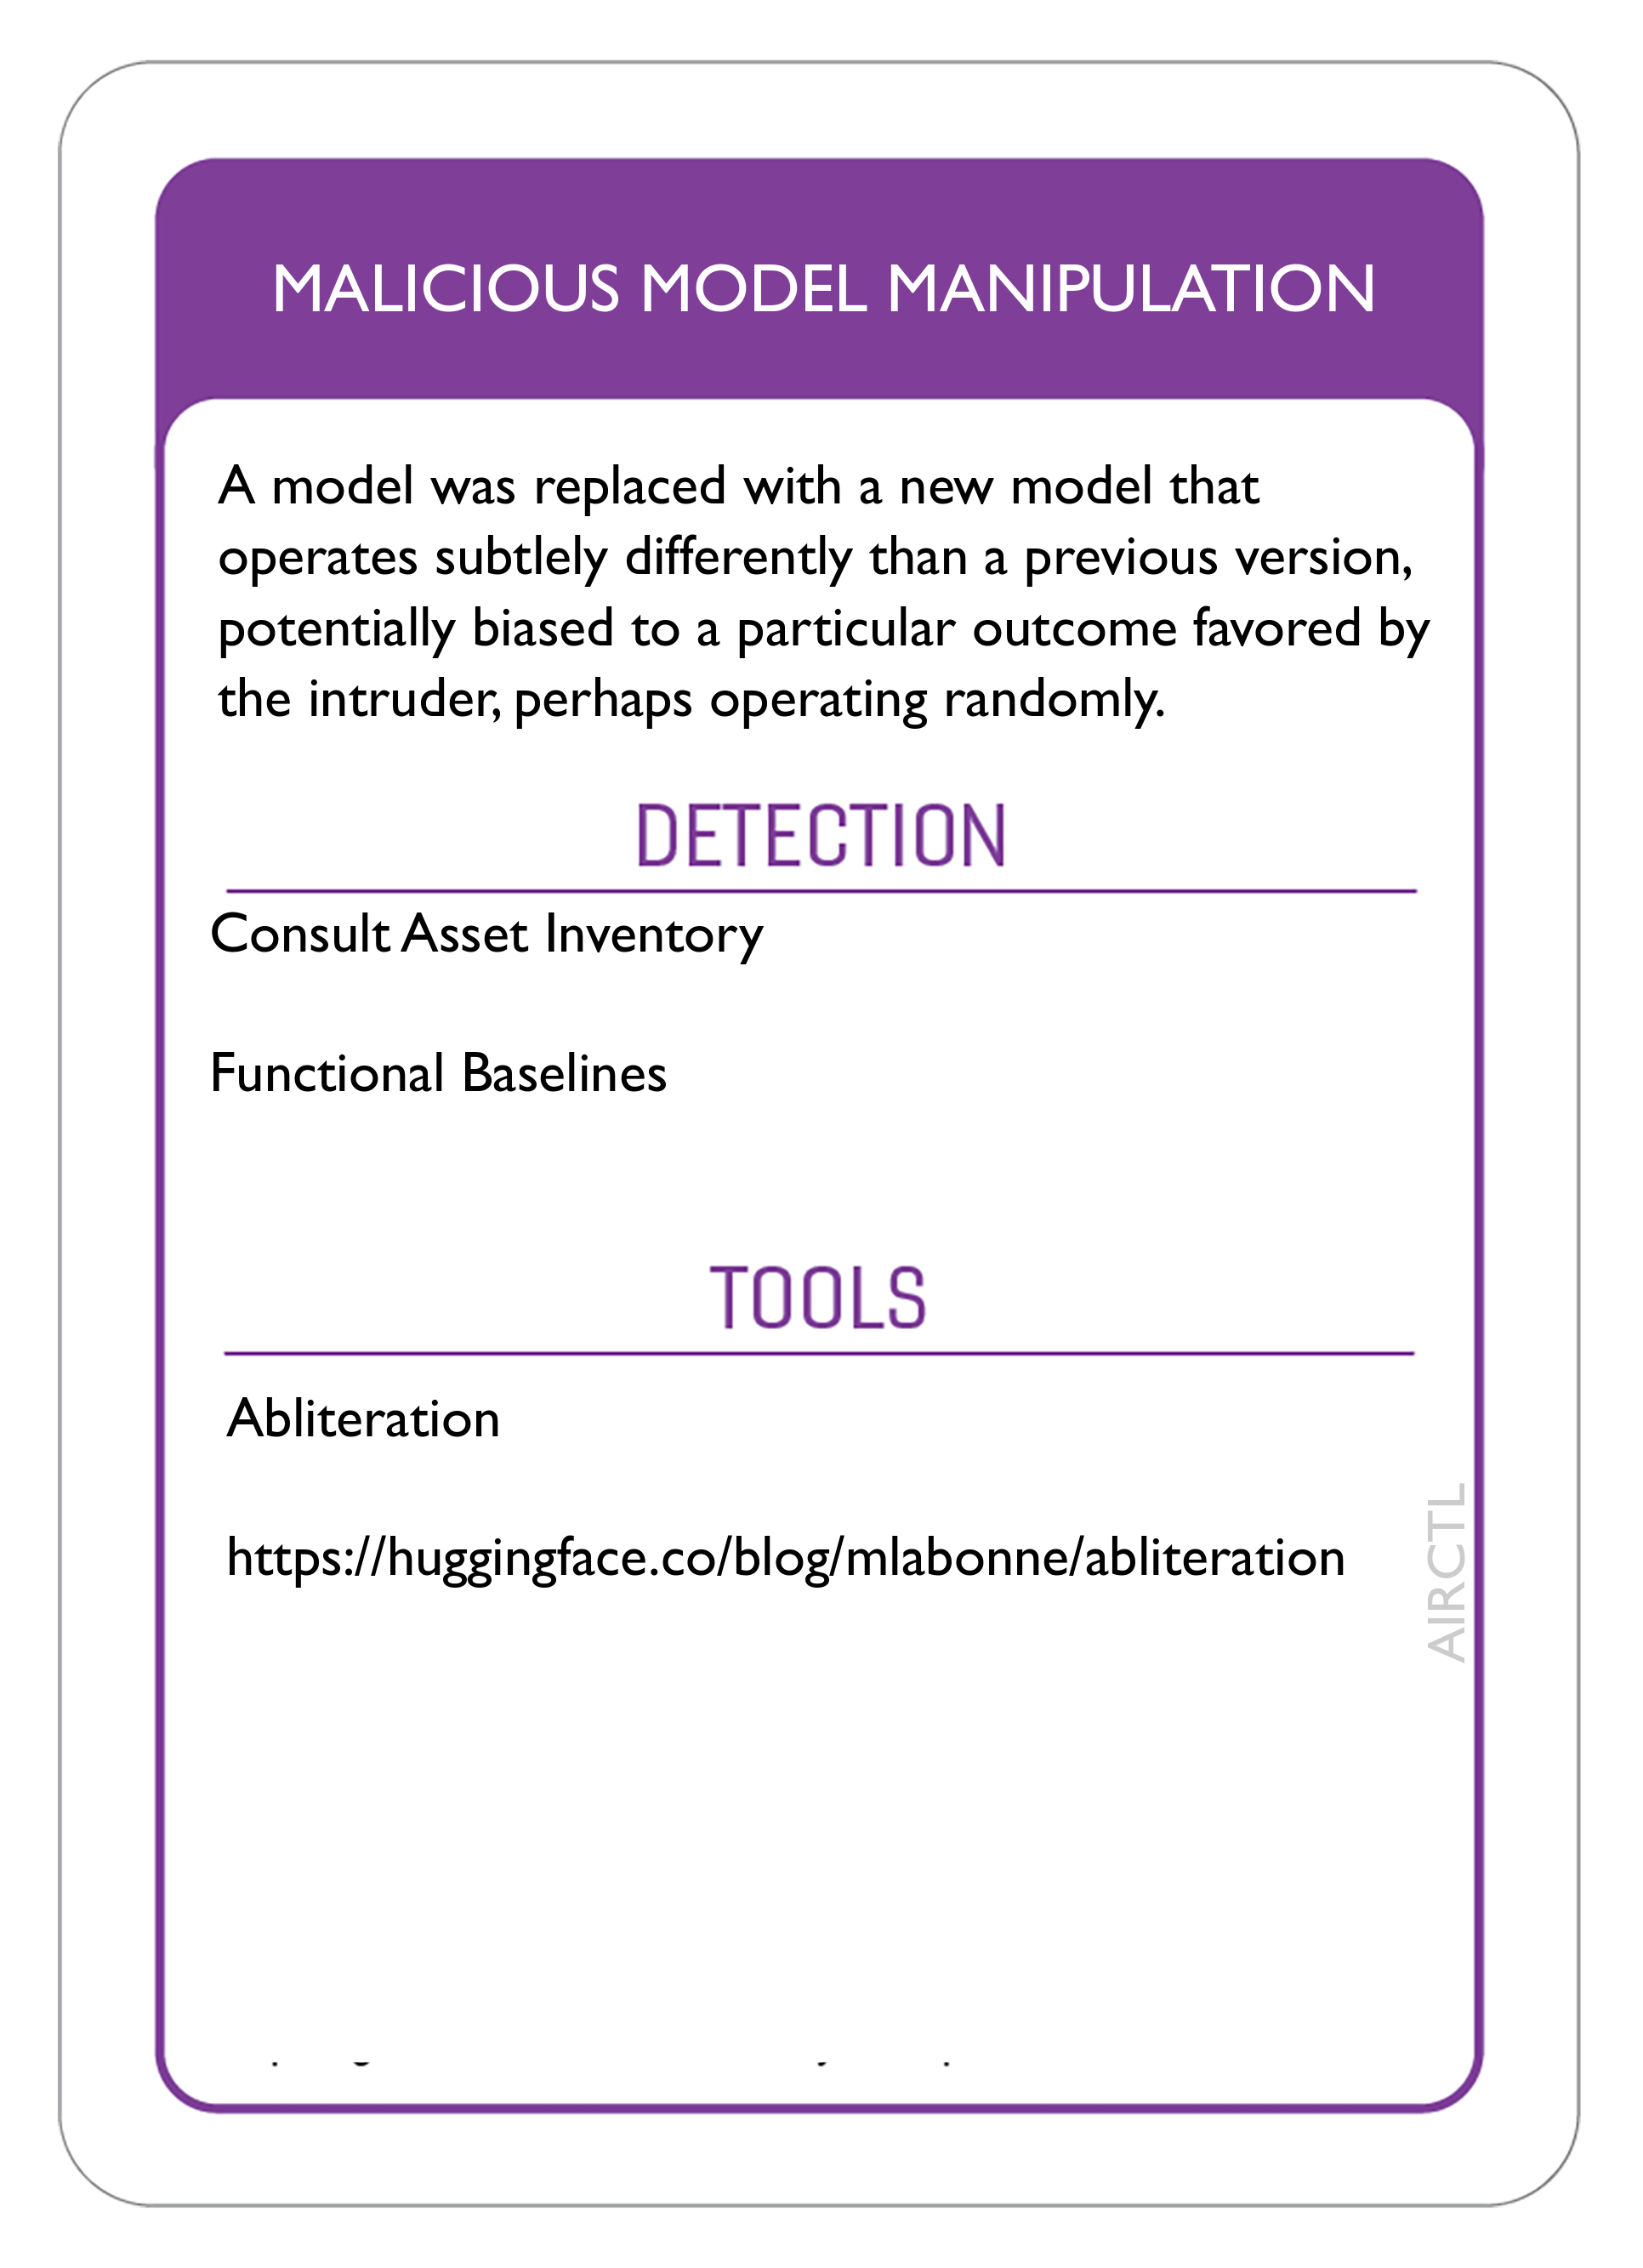 MALICIOUS MODEL MANIPULATION
A model was replaced with a new model that
operates subtlely differently than a previous version,
potentially biased to a particular outcome favored by
the intruder, perhaps operating randomly.
DETECTION
Consult Asset Inventory
Functional Baselines
TOOLS
Abliteration
https://huggingface.co/blog/mlabonne/abliteration
AIRCTL